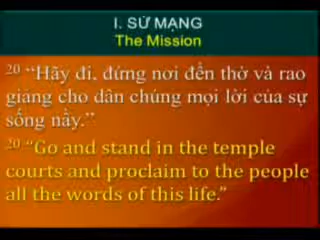 I. SỨ MẠNG
The Mission
20 “Hãy đi, đứng nơi đền thờ và rao
giảng cho dân chúng mọi lời của sự
sống nầy.”
20 “Go and stand in the temple
courts and proclaim to the people
all the words of this life.”